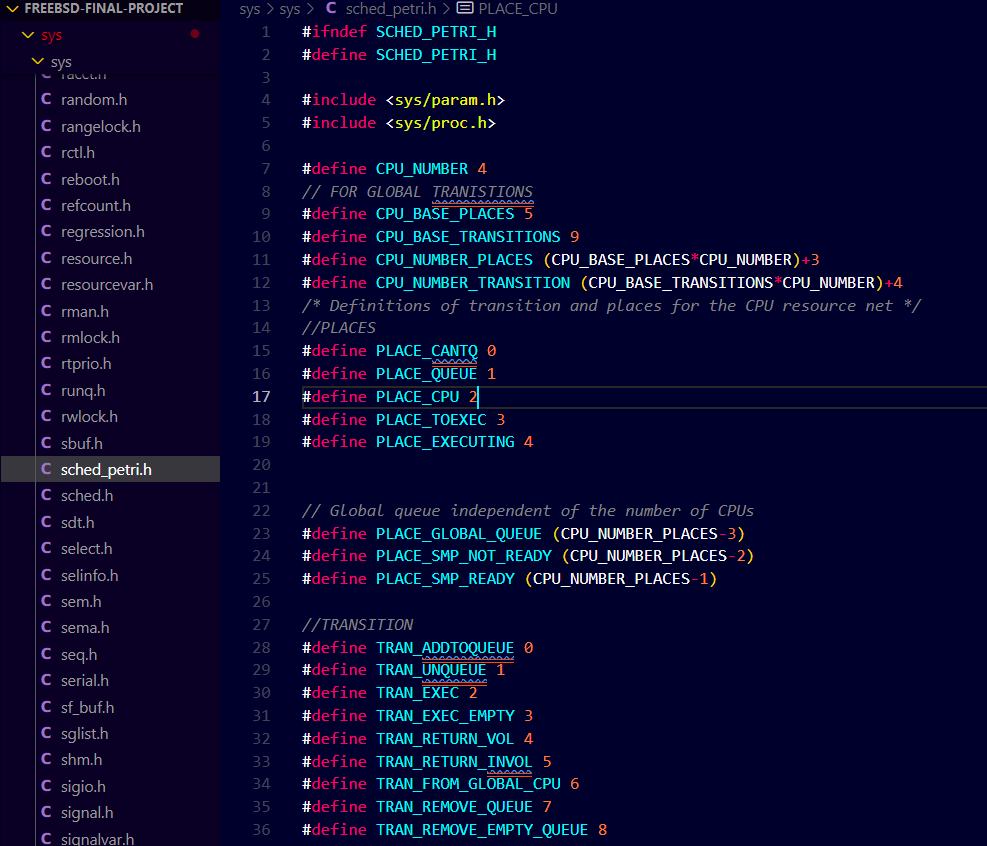 FREEBSD-FINAL-PROJECT
sys
sys
racct.h
random.h
rangelock.h
rctl.h
reboot.h
refcount.h
regression.h
resource.h
resourcevar.h
rman.h
rmlock.h
rtprio.h
runq.h
rwlock.h
sbuf.h
sched_petri.h
sched.h
sdt.h
select.h
selinfo.h
sem.h
sema.h
seq.h
serial.h
sf_buf.h
sglist.h
shm.h
sigio.h
signal.h
signalvar.h
sys > sys > C sched_petri.h > PLACE_CPU
1 #ifndef SCHED_PETRI_H
2 #define SCHED_PETRI_H
3
4 #include <sys/param.h>
5 #include <sys/proc.h>
6
7 #define CPU_NUMBER 4
8 // FOR GLOBAL TRANISTIONS
9 #define CPU_BASE_PLACES 5
10 #define CPU_BASE_TRANSITIONS 9
11 #define CPU_NUMBER_PLACES (CPU_BASE_PLACES*CPU_NUMBER)+3
12 #define CPU_NUMBER_TRANSITION (CPU_BASE_TRANSITIONS*CPU_NUMBER)+4
13 /* Definitions of transition and places for the CPU resource net */
14 //PLACES
15 #define PLACE_CANTQ 0
16 #define PLACE_QUEUE 1
17 #define PLACE_CPU 2
18 #define PLACE_TOEXEC 3
19 #define PLACE_EXECUTING 4
20
21
22 // Global queue independent of the number of CPUs
23 #define PLACE_GLOBAL_QUEUE (CPU_NUMBER_PLACES-3)
24 #define PLACE_SMP_NOT_READY (CPU_NUMBER_PLACES-2)
25 #define PLACE_SMP_READY (CPU_NUMBER_PLACES-1)
26
27 //TRANSITION
28 #define TRAN_ADDTOQUEUE 0
29 #define TRAN_UNQUEUE 1
30 #define TRAN_EXEC 2
31 #define TRAN_EXEC_EMPTY 3
32 #define TRAN_RETURN_VOL 4
33 #define TRAN_RETURN_INVOL 5
34 #define TRAN_FROM_GLOBAL_CPU 6
35 #define TRAN_REMOVE_QUEUE 7
36 #define TRAN_REMOVE_EMPTY_QUEUE 8